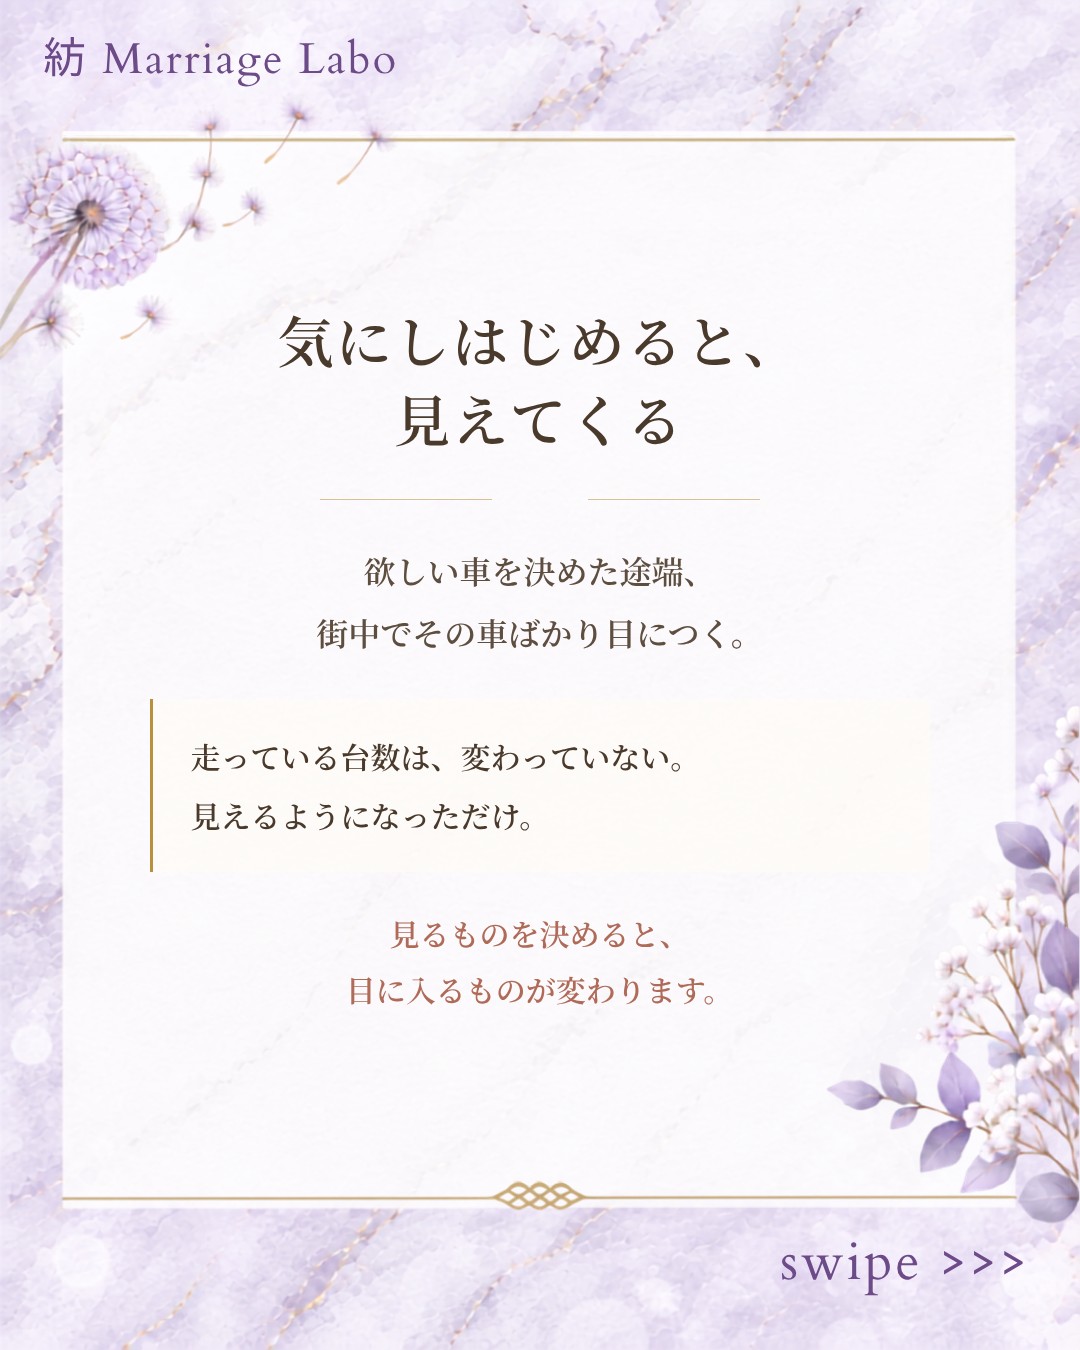 紡 Marriage Labo
気にしはじめると、
見えてくる
欲しい車を決めた途端、
街中でその車ばかり目につく。
走っている台数は、変わっていない。
見えるようになっただけ。
見るものを決めると、
目に入るものが変わります。
swipe >>>